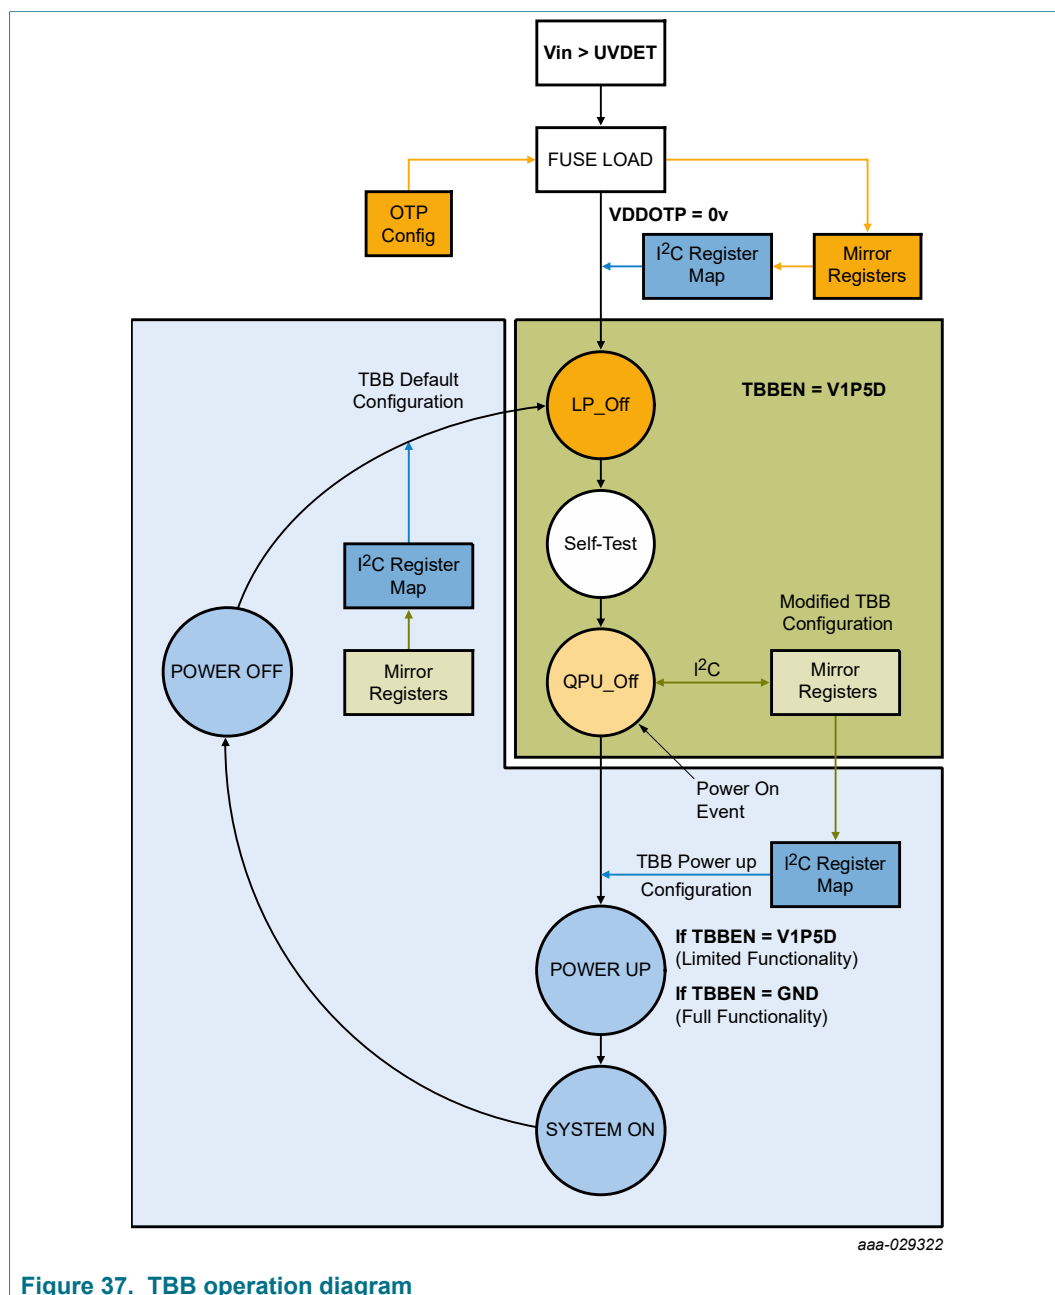 Vin > UVDET
FUSE LOAD
OTP
Config
VDDOTP = 0v
I2C Register
Map
Mirror
Registers
TBB Default
Configuration
LP_Off
TBBEN = V1P5D
Self-Test
I2C Register
Map
Modified TBB
Configuration
POWER OFF
Mirror
Registers
QPU_Off
I2C
Mirror
Registers
Power On
Event
TBB Power up
Configuration
I2C Register
Map
POWER UP
If TBBEN = V1P5D
(Limited Functionality)
If TBBEN = GND
(Full Functionality)
SYSTEM ON
aaa-029322
Figure 37. TBB operation diagram